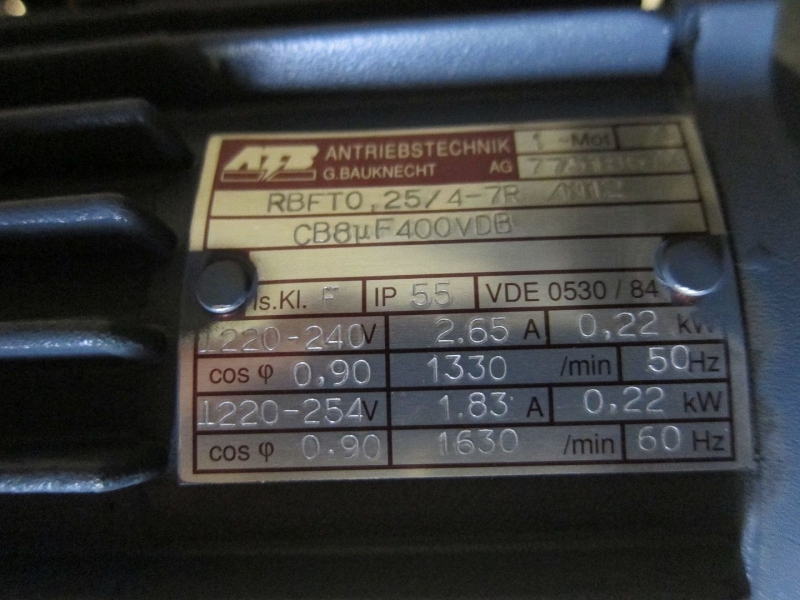 ATB ANTRIEBSTECHNIK 1 ~Mot
G.BAUKNECHT AG
RBFT0,25/4-7R
CB8µF400VDB
Is.Kl. F IP 55 VDE 0530 / 84
⊥220-240V 2.65 A 0,22 kW
cos φ 0,90 1330 /min 50Hz
⊥220-254V 1.83 A 0,22 kW
cos φ 0.90 1630 /min 60 Hz